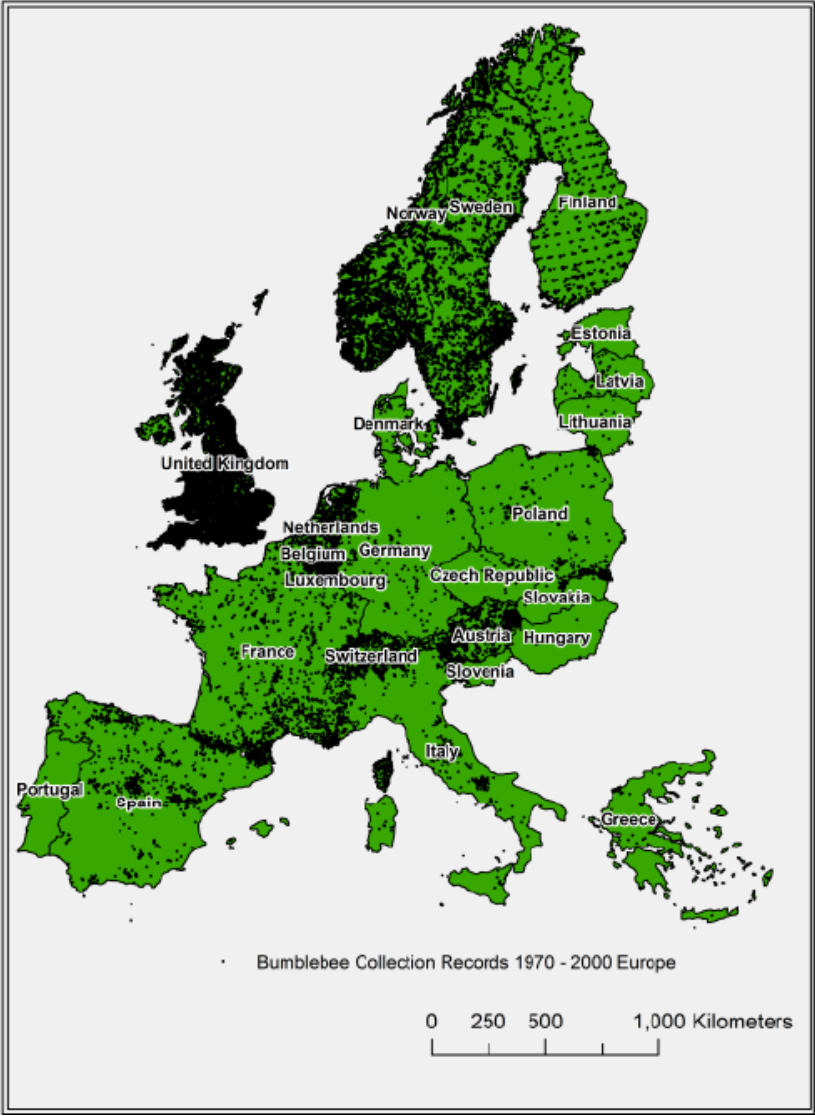 Norway
Sweden
Finland
Estonia
Latvia
Lithuania
Denmark
United Kingdom
Poland
Netherlands
Belgium
Germany
Luxembourg
Czech Republic
Slovakia
Austria
Hungary
France
Switzerland
Slovenia
Italy
Portugal
Spain
Greece
Bumblebee Collection Records 1970 - 2000 Europe
0 250 500 1,000 Kilometers